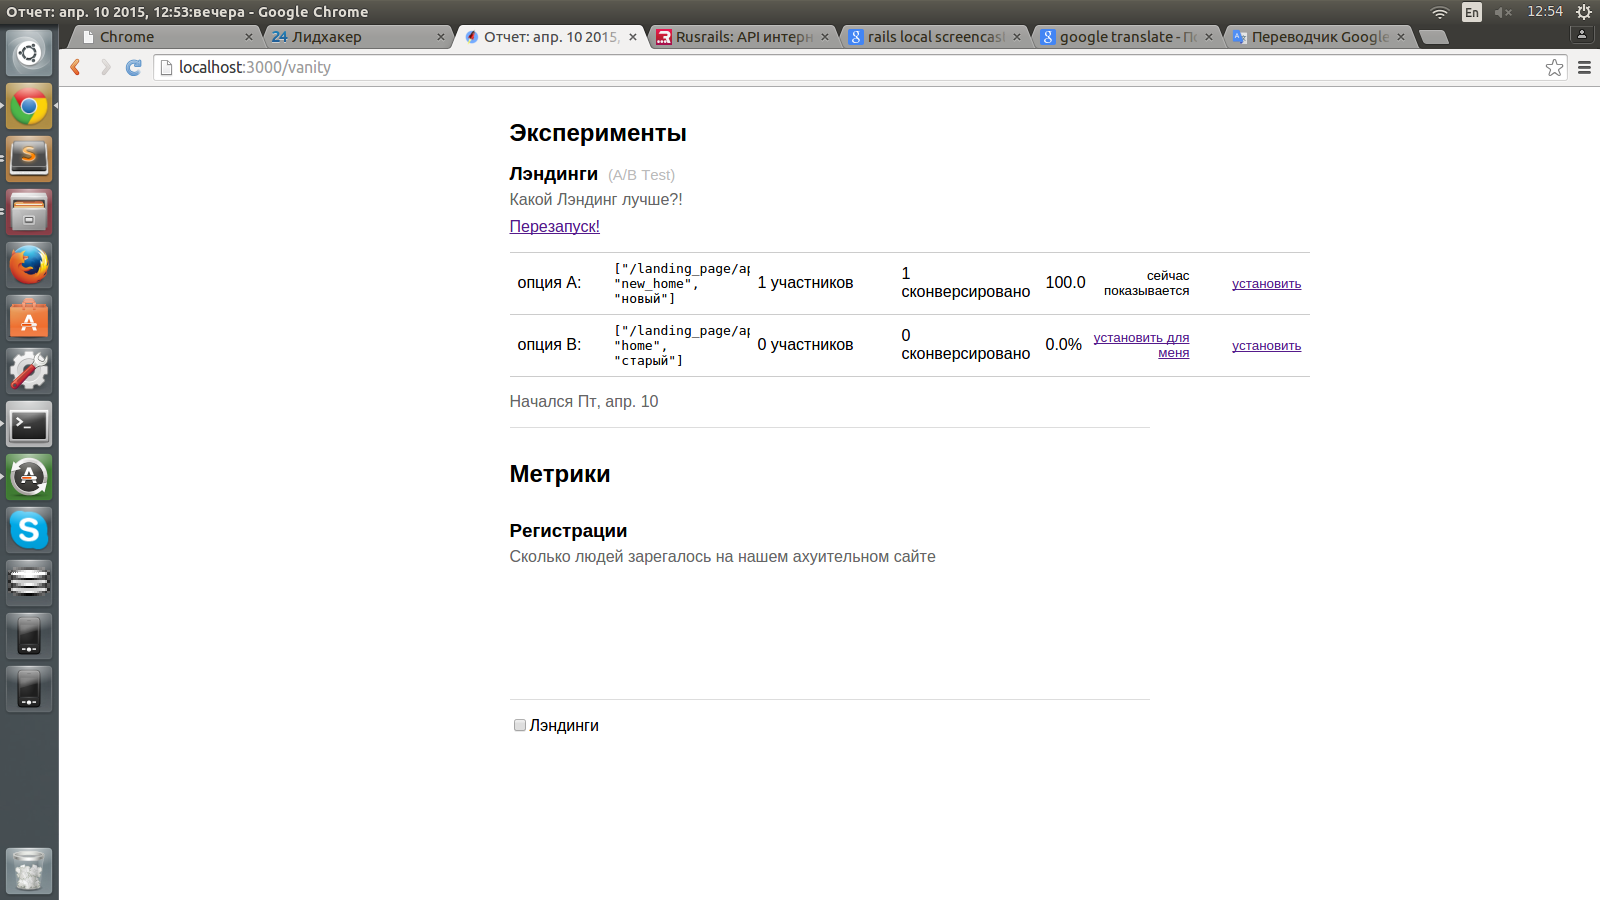 Отчет: апр. 10 2015, 12:53:вечера - Google Chrome
En
12:54
Chrome
24 Лидхакер
Отчет: апр. 10 2015,
Rusrails: API интерн
rails local screencas
google translate - По
Переводчик Google
localhost:3000/vanity
Эксперименты
Лэндинги (A/B Test)
Какой Лэндинг лучше?!
Перезапуск!
опция A:
["/landing_page/ap
"new_home",
"новый"]
1 участников
1
сконверсировано
100.0
сейчас
показывается
установить
опция B:
["/landing_page/ap
"home",
"старый"]
0 участников
0
сконверсировано
0.0%
установить для
меня
установить
Начался Пт, апр. 10
Метрики
Регистрации
Сколько людей зарегалось на нашем ахуительном сайте
Лэндинги